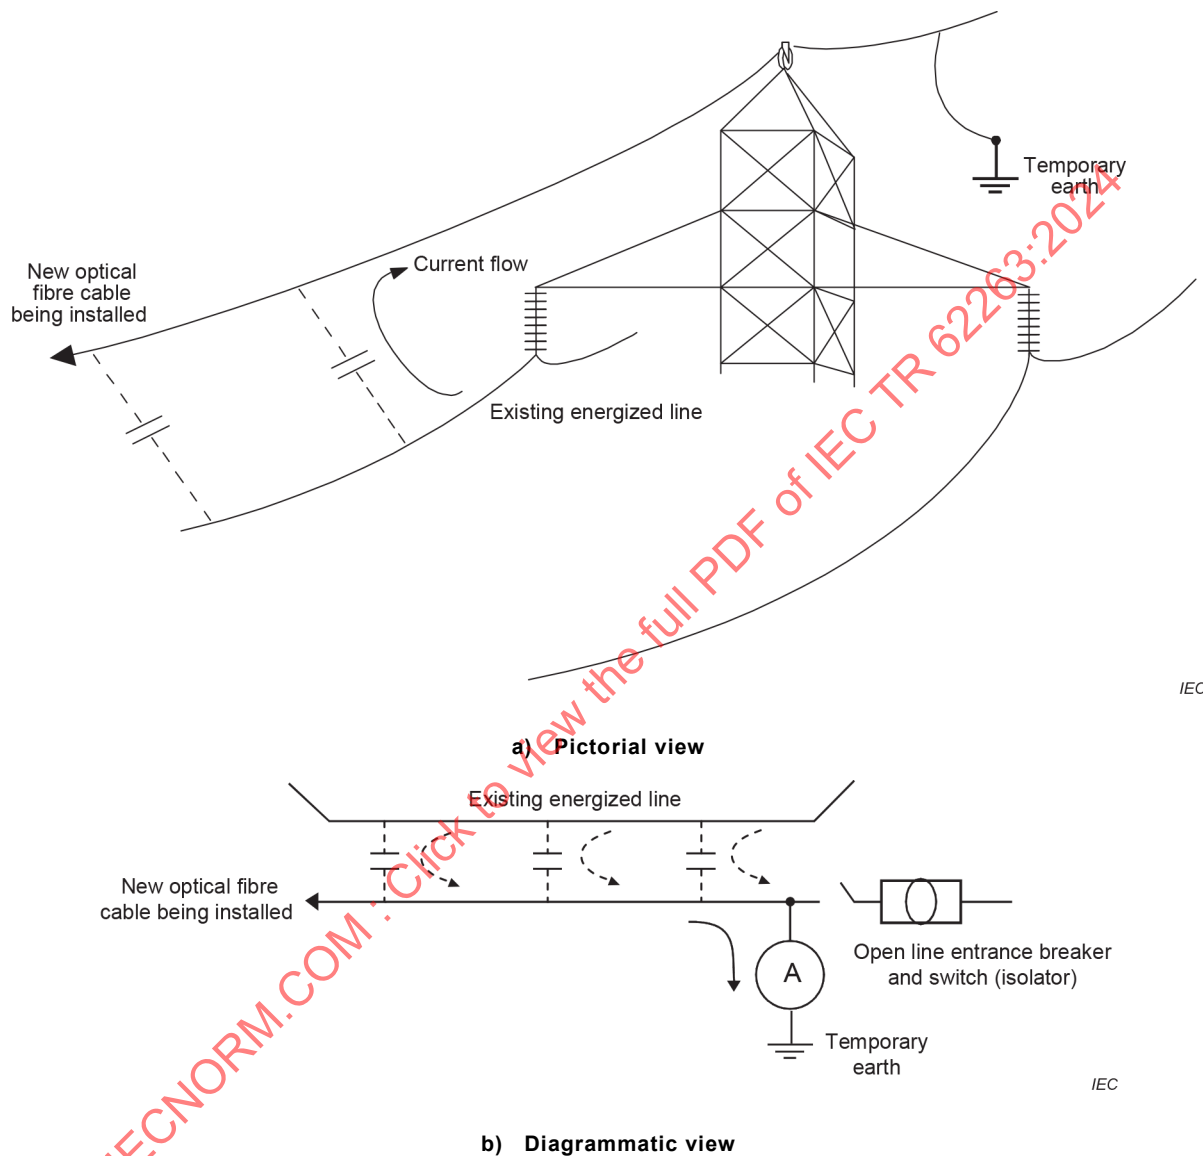 Temporary
earth
New optical
fibre cable
being installed
Current flow
Existing energized line
IEC
a) Pictorial view
Existing energized line
New optical fibre
cable being installed
A
Open line entrance breaker
and switch (isolator)
Temporary
earth
IEC
b) Diagrammatic view
IECNORM.COM : Click to view the full PDF of IEC TR 62263:2024